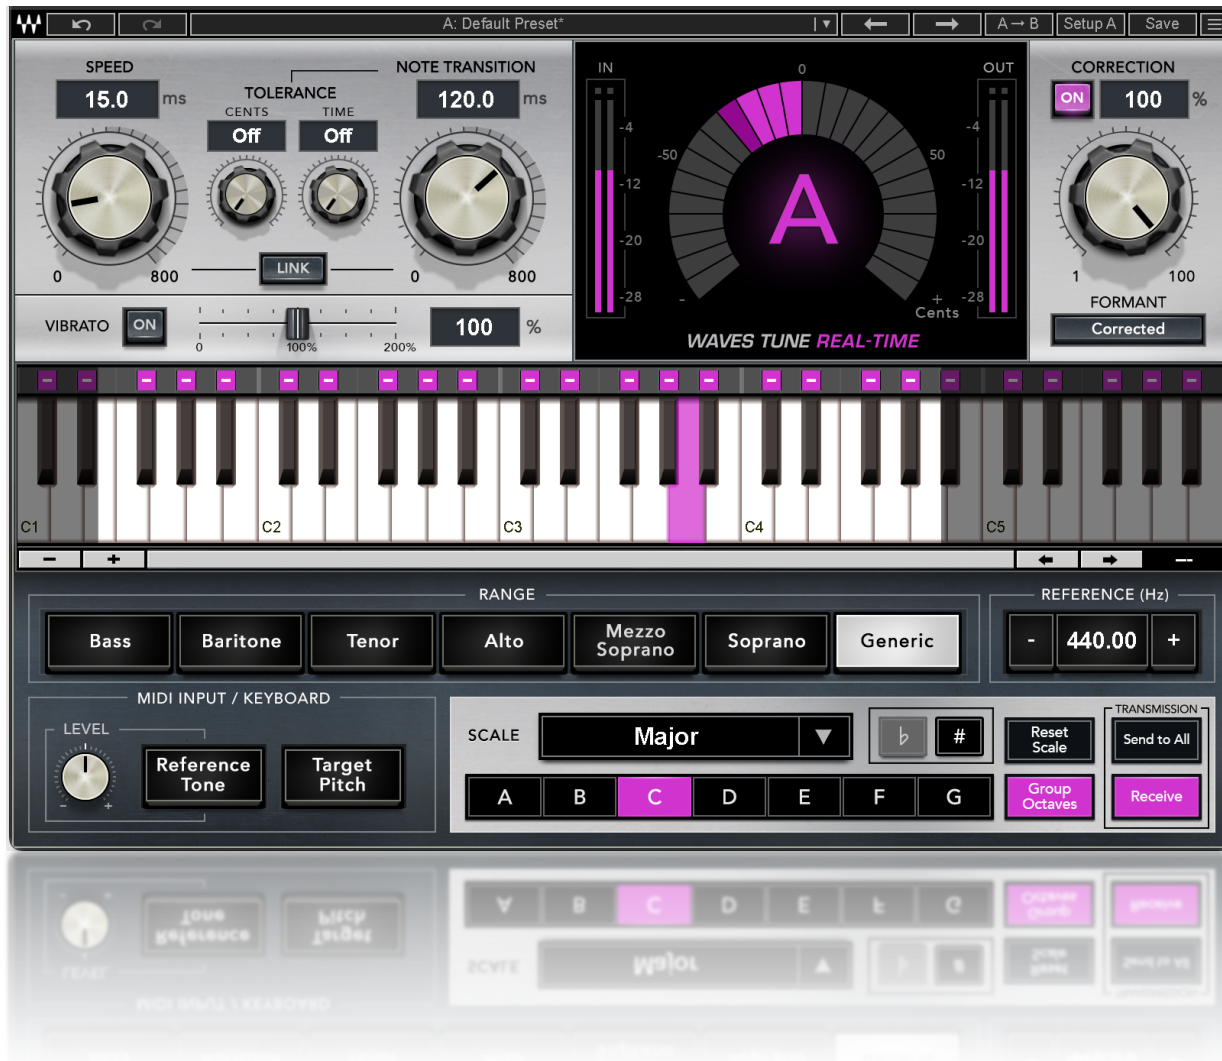 A: Default Preset*
A→B
Setup A
Save
SPEED
15.0 ms
0 800
TOLERANCE
CENTS TIME
Off Off
NOTE TRANSITION
120.0 ms
0 800
LINK
VIBRATO
ON
0 100% 200%
100 %
IN
-4
-12
-20
-28
0
-50 50
A
- +
Cents
OUT
-4
-12
-20
-28
WAVES TUNE REAL-TIME
CORRECTION
ON 100 %
1 100
FORMANT
Corrected
C1 C2 C3 C4 C5
- +
RANGE
Bass
Baritone
Tenor
Alto
Mezzo
Soprano
Soprano
Generic
REFERENCE (Hz)
- 440.00 +
MIDI INPUT / KEYBOARD
LEVEL
- +
Reference
Tone
Target
Pitch
SCALE
Major
♭ #
Reset
Scale
TRANSMISSION
Send to All
A B C D E F G
Group
Octaves
Receive